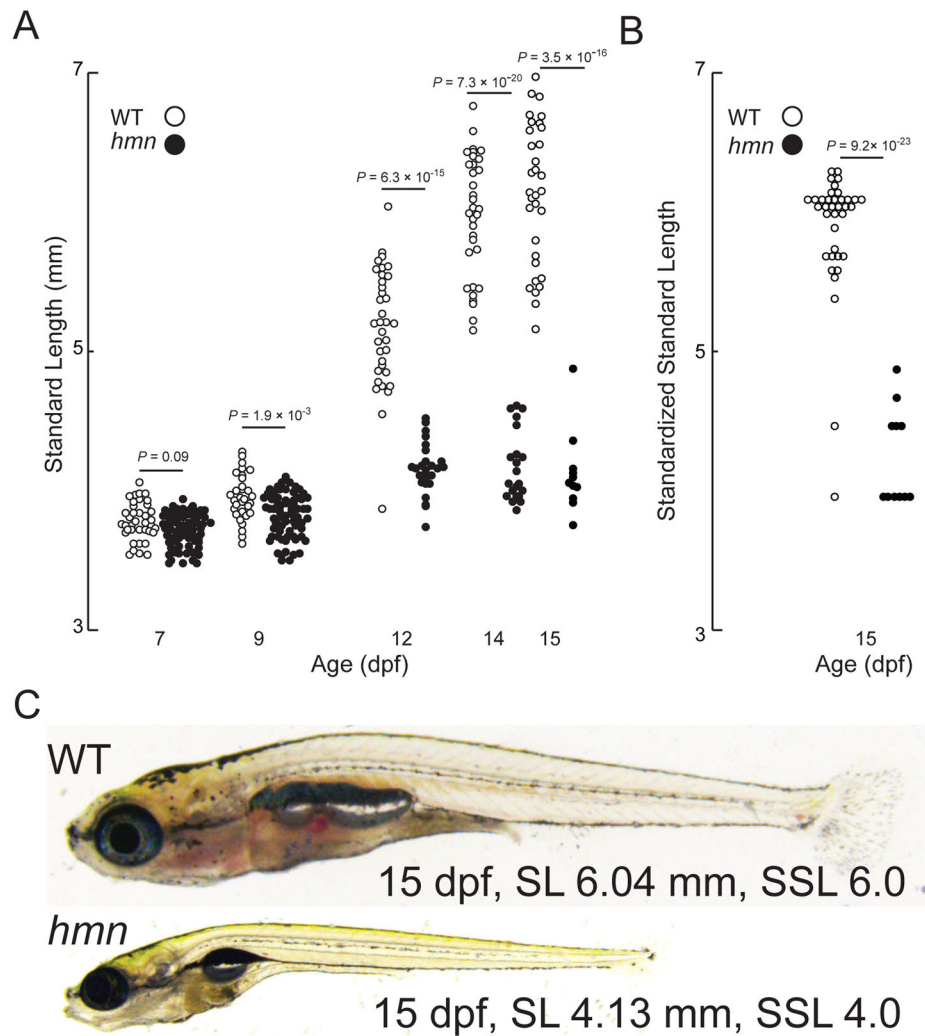 A
B
7
P = 3.5 × 10⁻¹⁶
P = 7.3 × 10⁻²⁰
WT
hmn
P = 6.3 × 10⁻¹⁵
Standard Length (mm)
5
P = 1.9 × 10⁻³
P = 0.09
3
7
9
12
14
15
Age (dpf)
7
WT
hmn
P = 9.2× 10⁻²³
Standardized Standard Length
5
3
15
Age (dpf)
C
WT
15 dpf, SL 6.04 mm, SSL 6.0
hmn
15 dpf, SL 4.13 mm, SSL 4.0